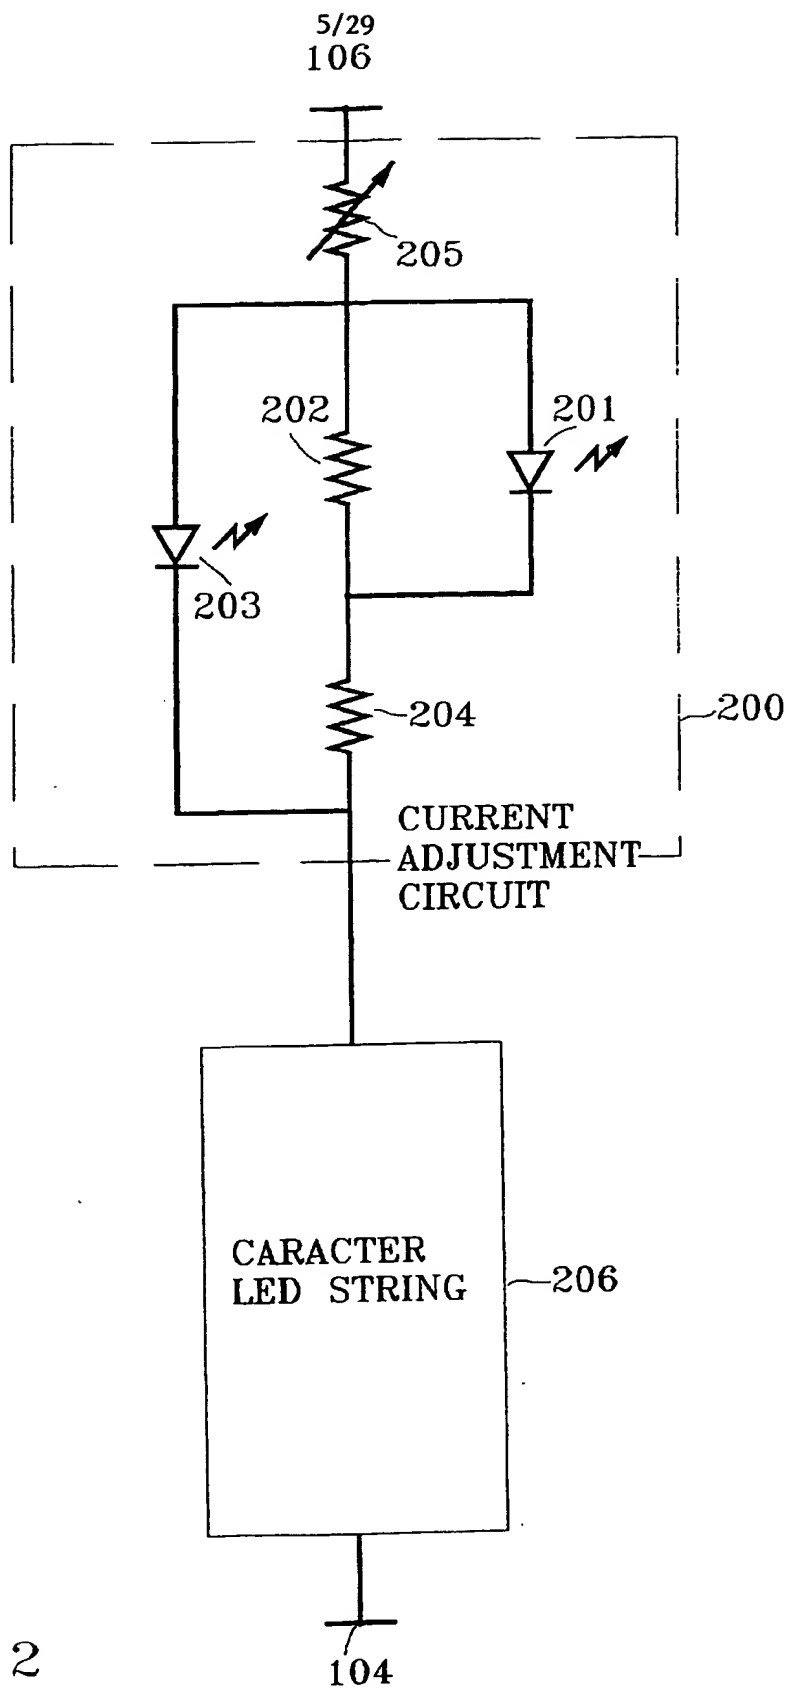 5/29
106
205
202
201
203
204
200
CURRENT
ADJUSTMENT
CIRCUIT
CARACTER
LED STRING
206
104
2